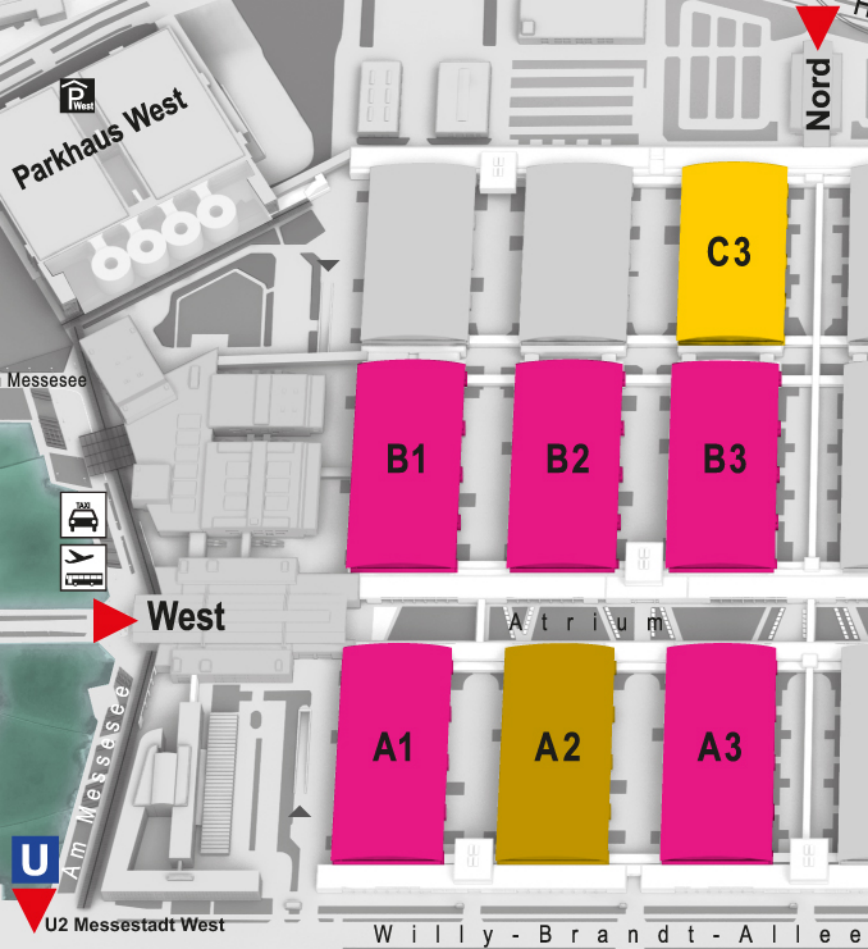 Nord
P
West
Parkhaus West
C3
Messesee
B1
B2
B3
TAXI
West
Atrium
A1
A2
A3
Am Messesee
U
U2 Messestadt West
Willy-Brandt-Allee